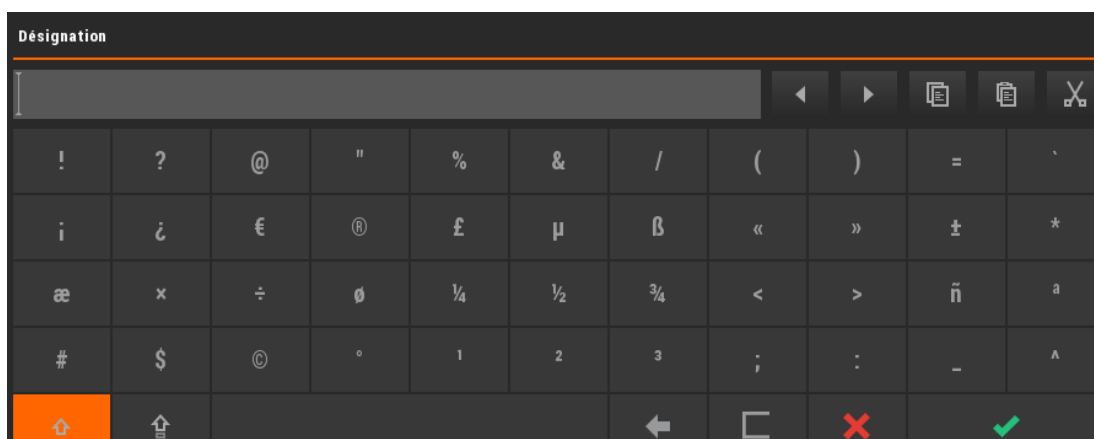 Désignation
! ? @ " % & / ( ) = `
¡ ¿ € ® £ µ ß « » ± *
æ × ÷ ø ¼ ½ ¾ < > ñ ª
# $ © ° ¹ ² ³ ; : _ ^